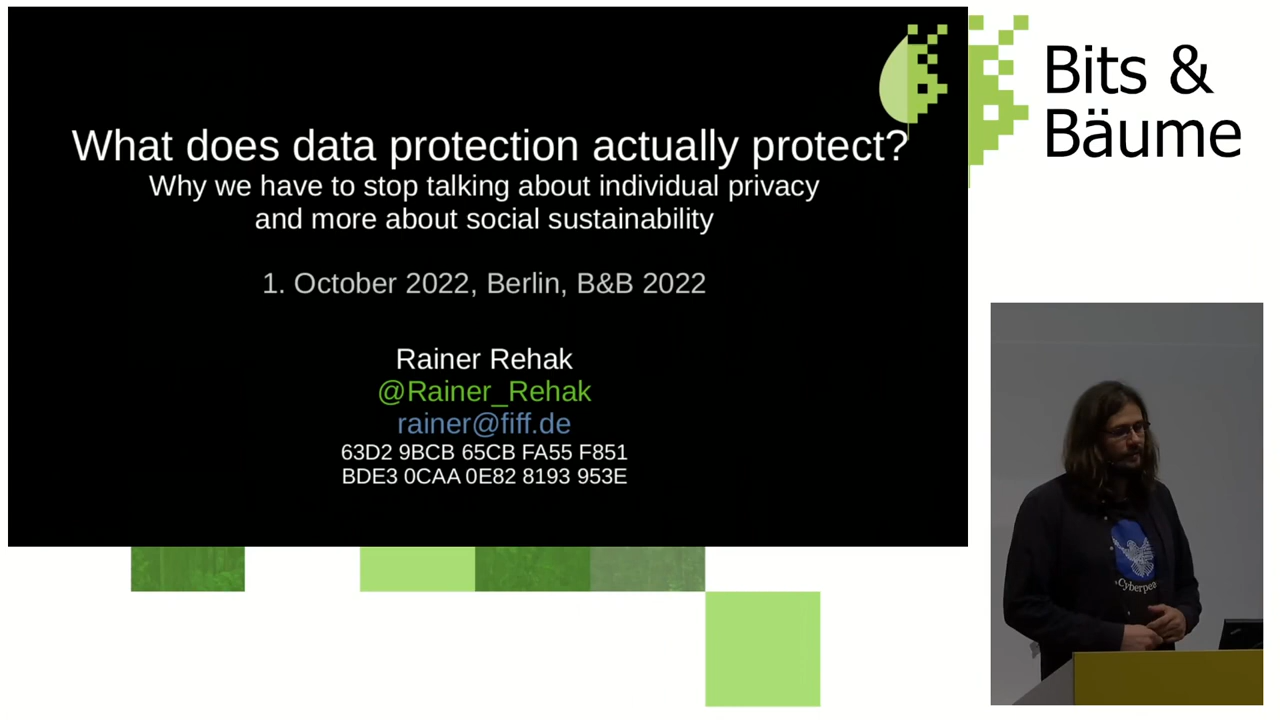 What does data protection actually protect?
Why we have to stop talking about individual privacy
and more about social sustainability
1. October 2022, Berlin, B&B 2022
Rainer Rehak
@Rainer_Rehak
rainer@fiff.de
63D2 9BCB 65CB FA55 F851
BDE3 0CAA 0E82 8193 953E
Bits &
Bäume